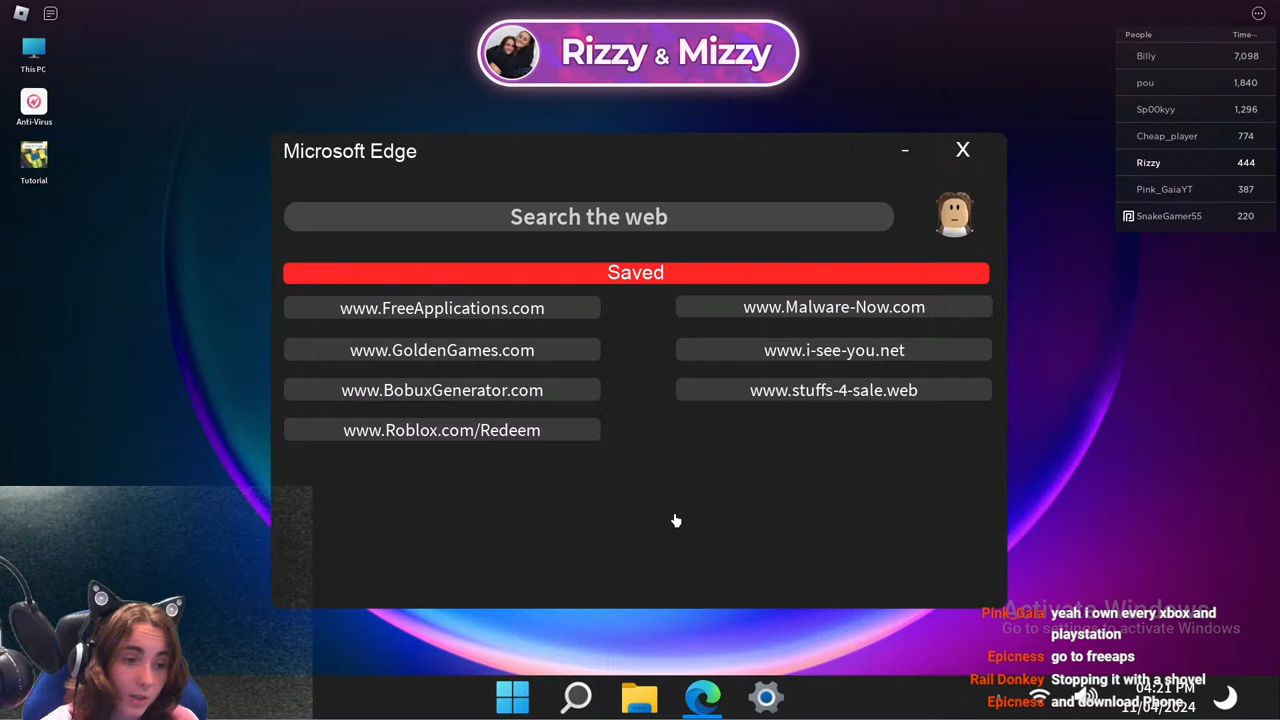 Rizzy & Mizzy
This PC
Anti-Virus
Tutorial
People Time...
Billy 7,098
pou 1,840
Sp00kyy 1,296
Cheap_player 774
Rizzy 444
Pink_GaiaYT 387
SnakeGamer55 220
Microsoft Edge - X
Search the web
Saved
www.FreeApplications.com
www.Malware-Now.com
www.GoldenGames.com
www.i-see-you.net
www.BobuxGenerator.com
www.stuffs-4-sale.web
www.Roblox.com/Redeem
Activate Windows
Go to settings to activate Windows
Pink_Gaia yeah i own every xbox and
playstation
Epicness go to freeaps
Rail Donkey Stopping it with a shovel
Epicness and download Phone
04:21 PM
11/04/2024